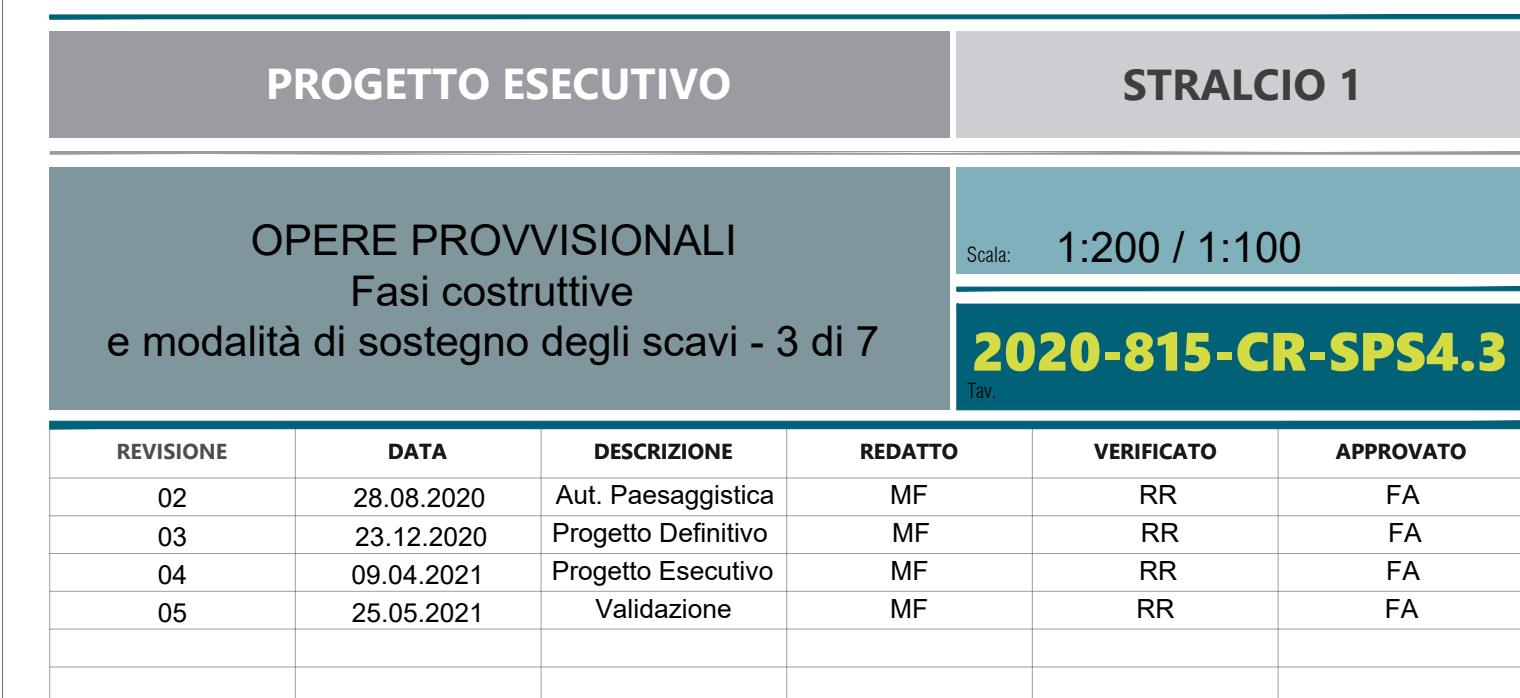 PROGETTO ESECUTIVO
STRALCIO 1
OPERE PROVVISIONALI
Fasi costruttive
e modalità di sostegno degli scavi - 3 di 7
Scala: 1:200 / 1:100
2020-815-CR-SPS4.3
Tav.
REVISIONE DATA DESCRIZIONE REDATTO VERIFICATO APPROVATO
02 28.08.2020 Aut. Paesaggistica MF RR FA
03 23.12.2020 Progetto Definitivo MF RR FA
04 09.04.2021 Progetto Esecutivo MF RR FA
05 25.05.2021 Validazione MF RR FA